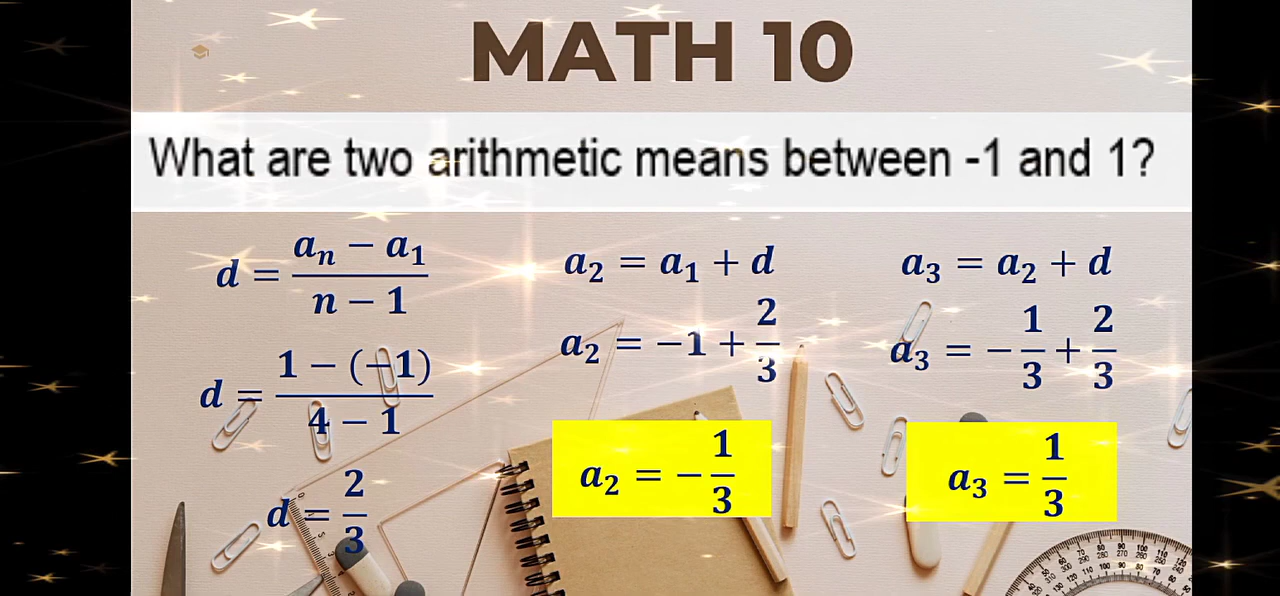 MATH 10
What are two arithmetic means between -1 and 1?
d = (aₙ − a₁)/(n − 1)
d = (1 − (−1))/(4 − 1)
d = 2/3
a₂ = a₁ + d
a₂ = −1 + 2/3
a₂ = −1/3
a₃ = a₂ + d
a₃ = −1/3 + 2/3
a₃ = 1/3